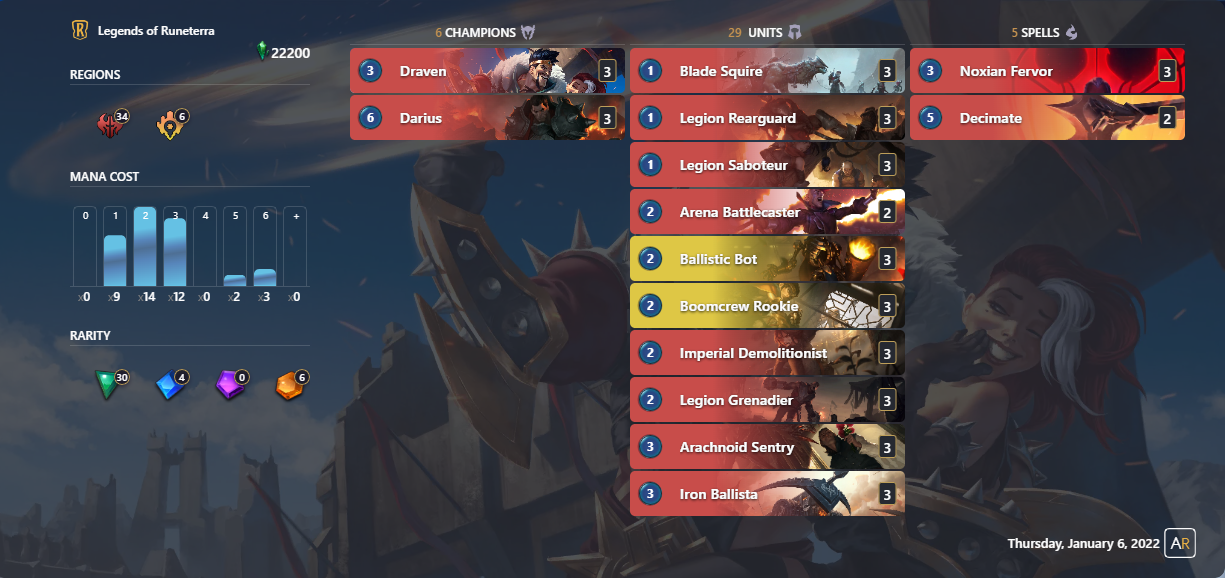 Legends of Runeterra
22200
REGIONS
34
6
MANA COST
0 1 2 3 4 5 6 +
x0 x9 x14 x12 x0 x2 x3 x0
RARITY
30
4
0
6
6 CHAMPIONS
3 Draven 3
6 Darius 3
29 UNITS
1 Blade Squire 3
1 Legion Rearguard 3
1 Legion Saboteur 3
2 Arena Battlecaster 2
2 Ballistic Bot 3
2 Boomcrew Rookie 3
2 Imperial Demolitionist 3
2 Legion Grenadier 3
3 Arachnoid Sentry 3
3 Iron Ballista 3
5 SPELLS
3 Noxian Fervor 3
5 Decimate 2
Thursday, January 6, 2022 AR